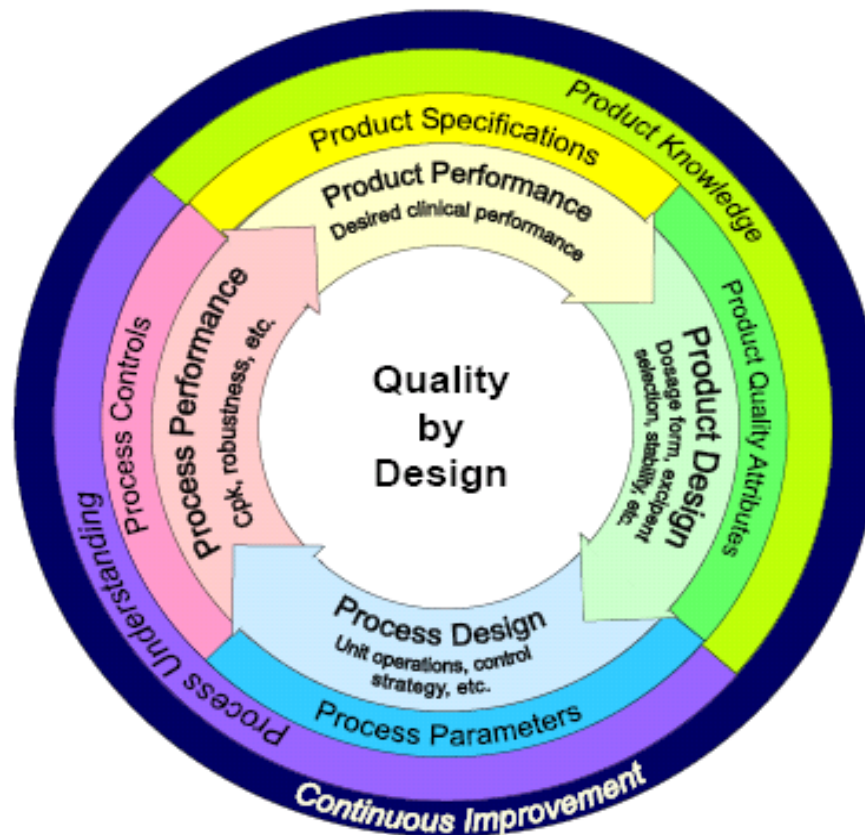 Product Knowledge
Product Specifications
Product Performance
Desired clinical performance
Product Quality Attributes
Product Design
Dosage form, excipent
selection, stability, etc.
Quality
by
Design
Process Design
Unit operations, control
strategy, etc.
Process Parameters
Process Performance
Cpk, robustness, etc.
Process Controls
Process Understanding
Continuous Improvement